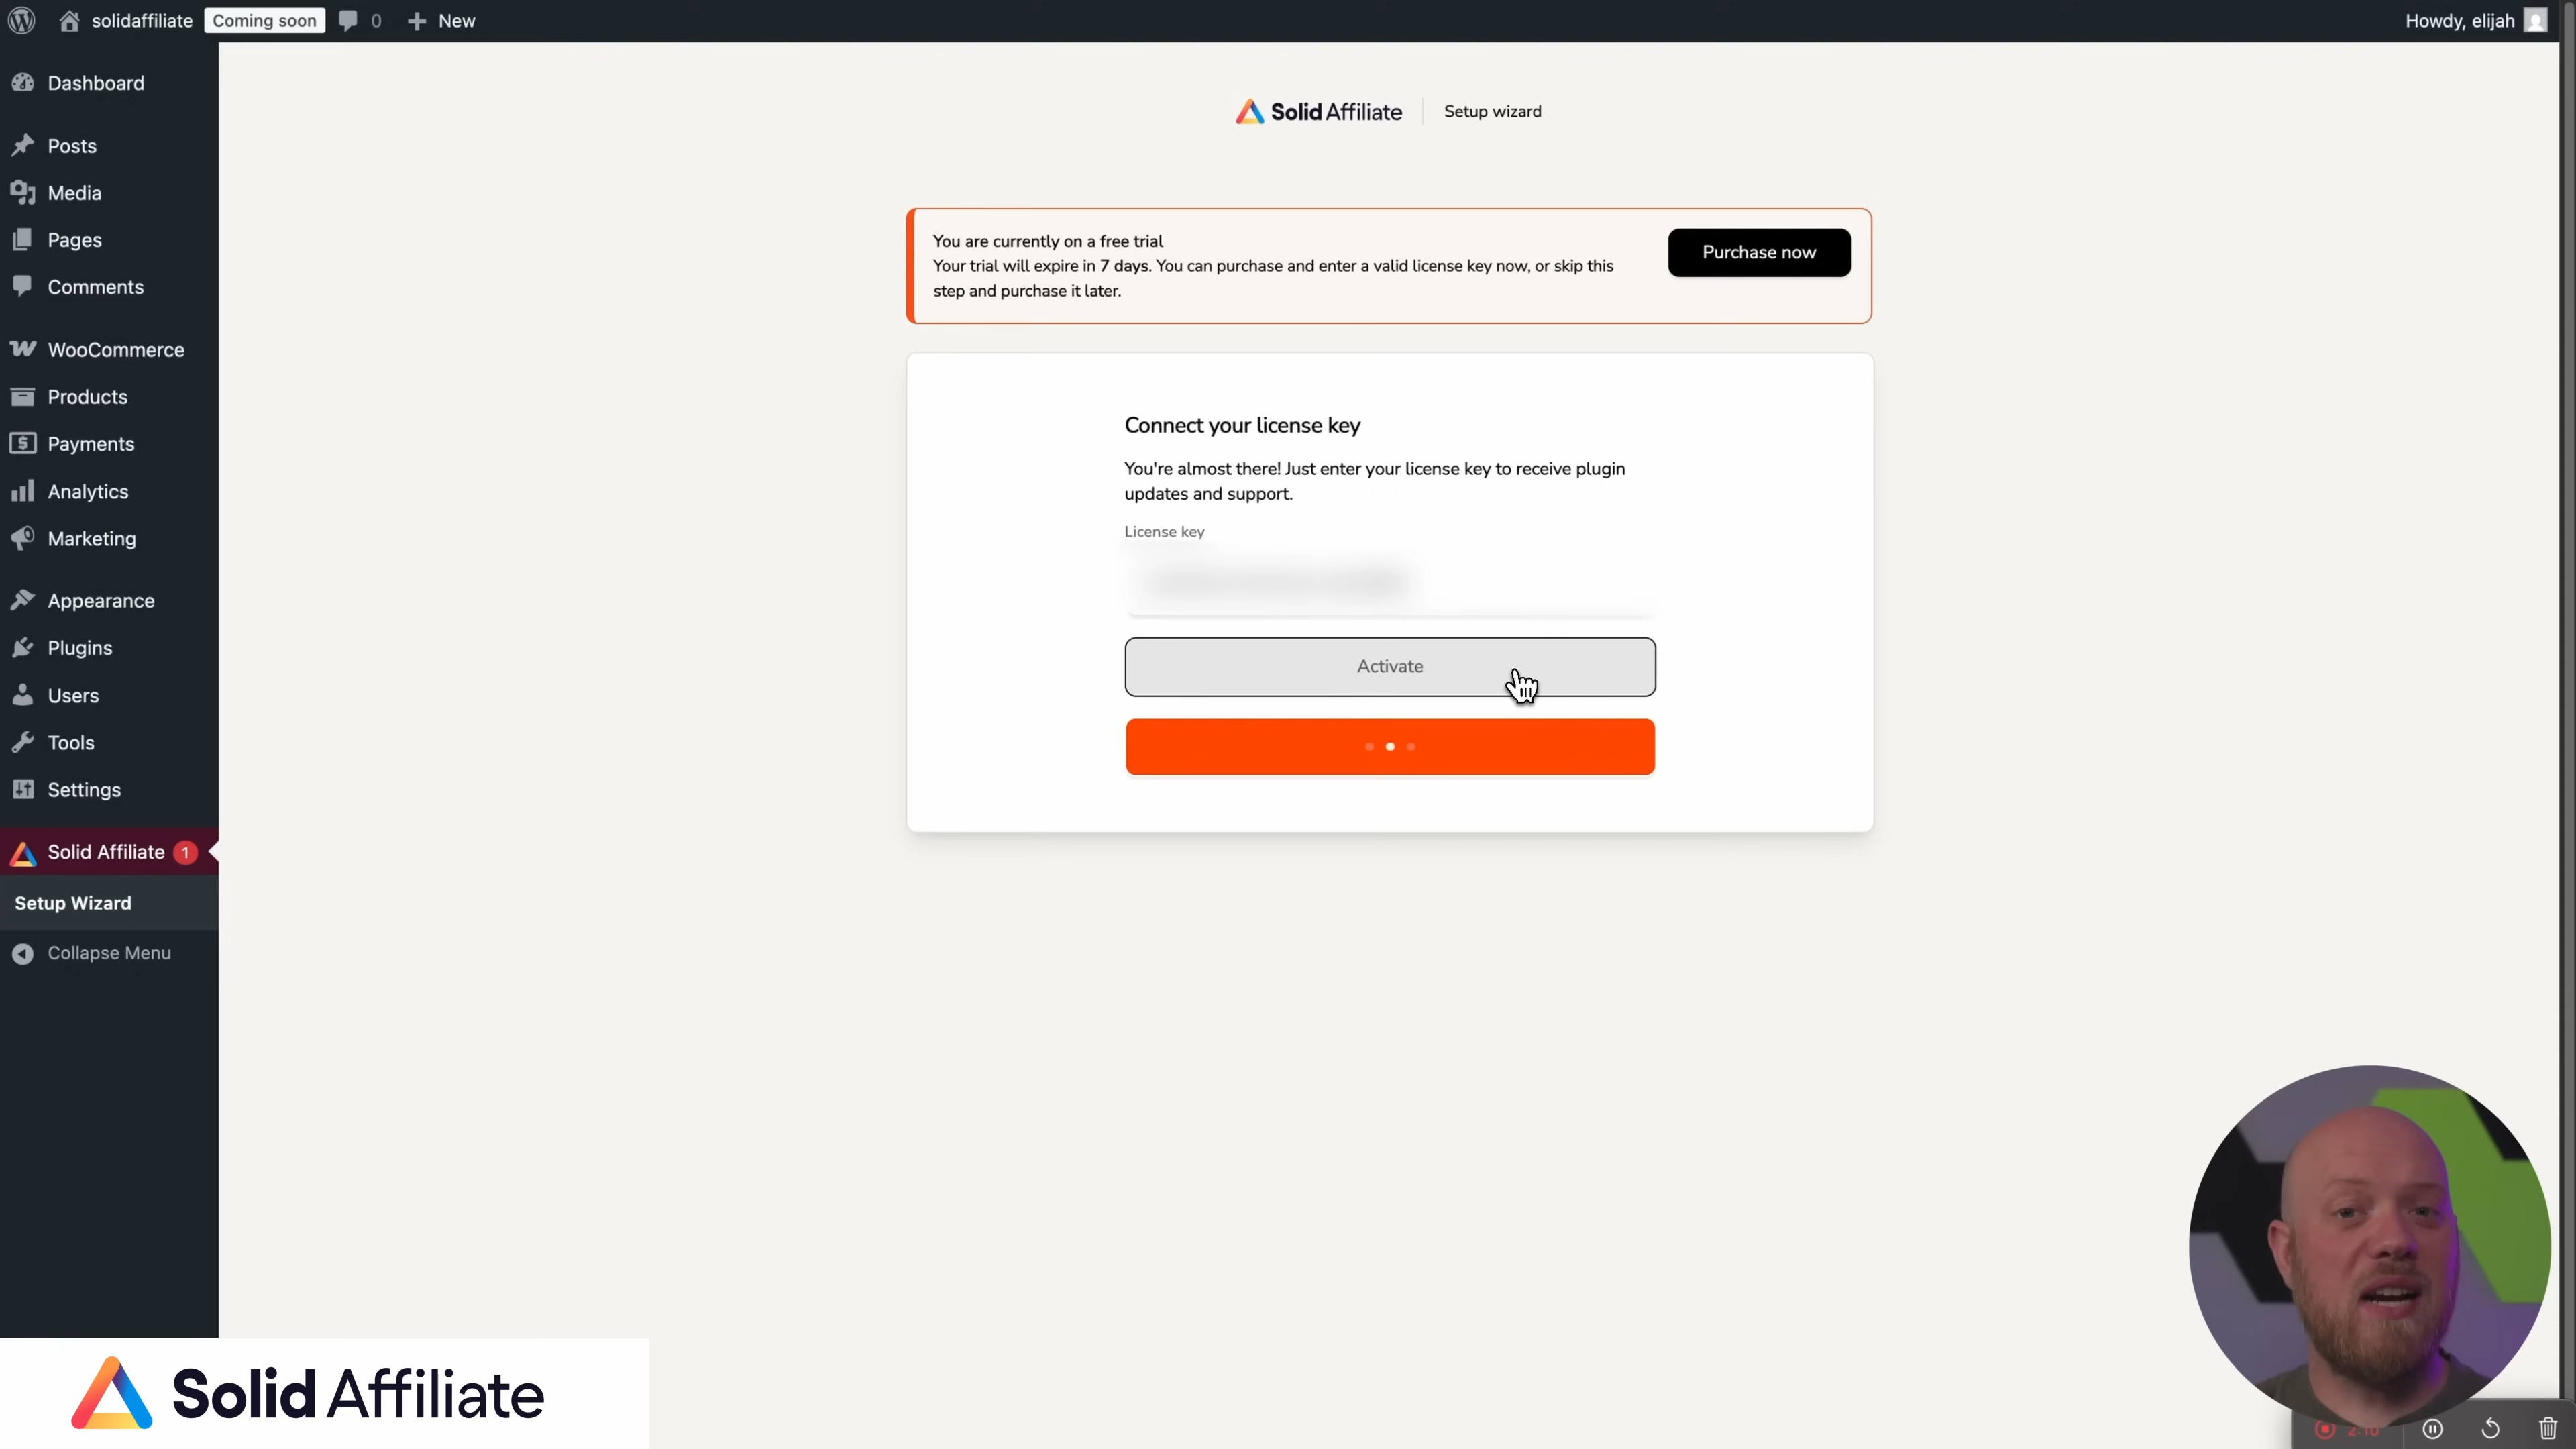 solidaffiliate
Coming soon
0
New
Howdy, elijah
Dashboard
Posts
Media
Pages
Comments
WooCommerce
Products
Payments
Analytics
Marketing
Appearance
Plugins
Users
Tools
Settings
Solid Affiliate 1
Setup Wizard
Collapse Menu
Solid Affiliate
Setup wizard
You are currently on a free trial
Your trial will expire in 7 days. You can purchase and enter a valid license key now, or skip this
step and purchase it later.
Purchase now
Connect your license key
You're almost there! Just enter your license key to receive plugin
updates and support.
License key
Activate
Solid Affiliate